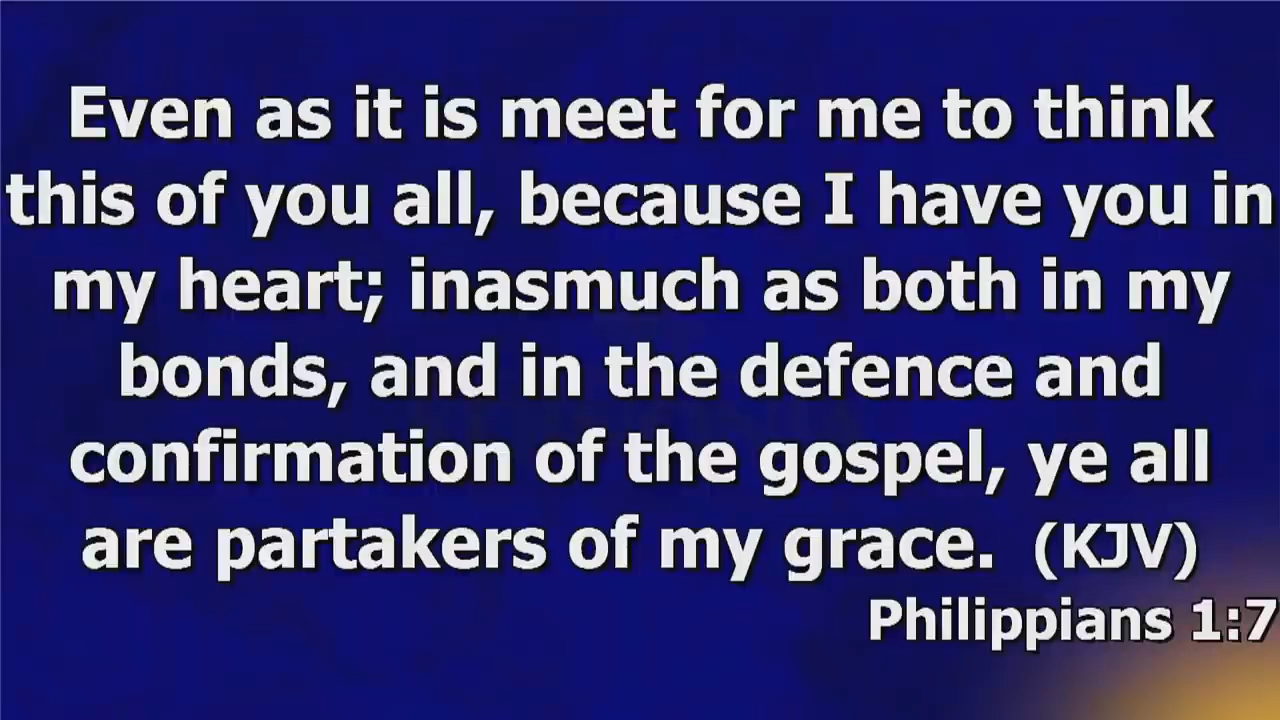 Even as it is meet for me to think
this of you all, because I have you in
my heart; inasmuch as both in my
bonds, and in the defence and
confirmation of the gospel, ye all
are partakers of my grace.  (KJV)
Philippians 1:7